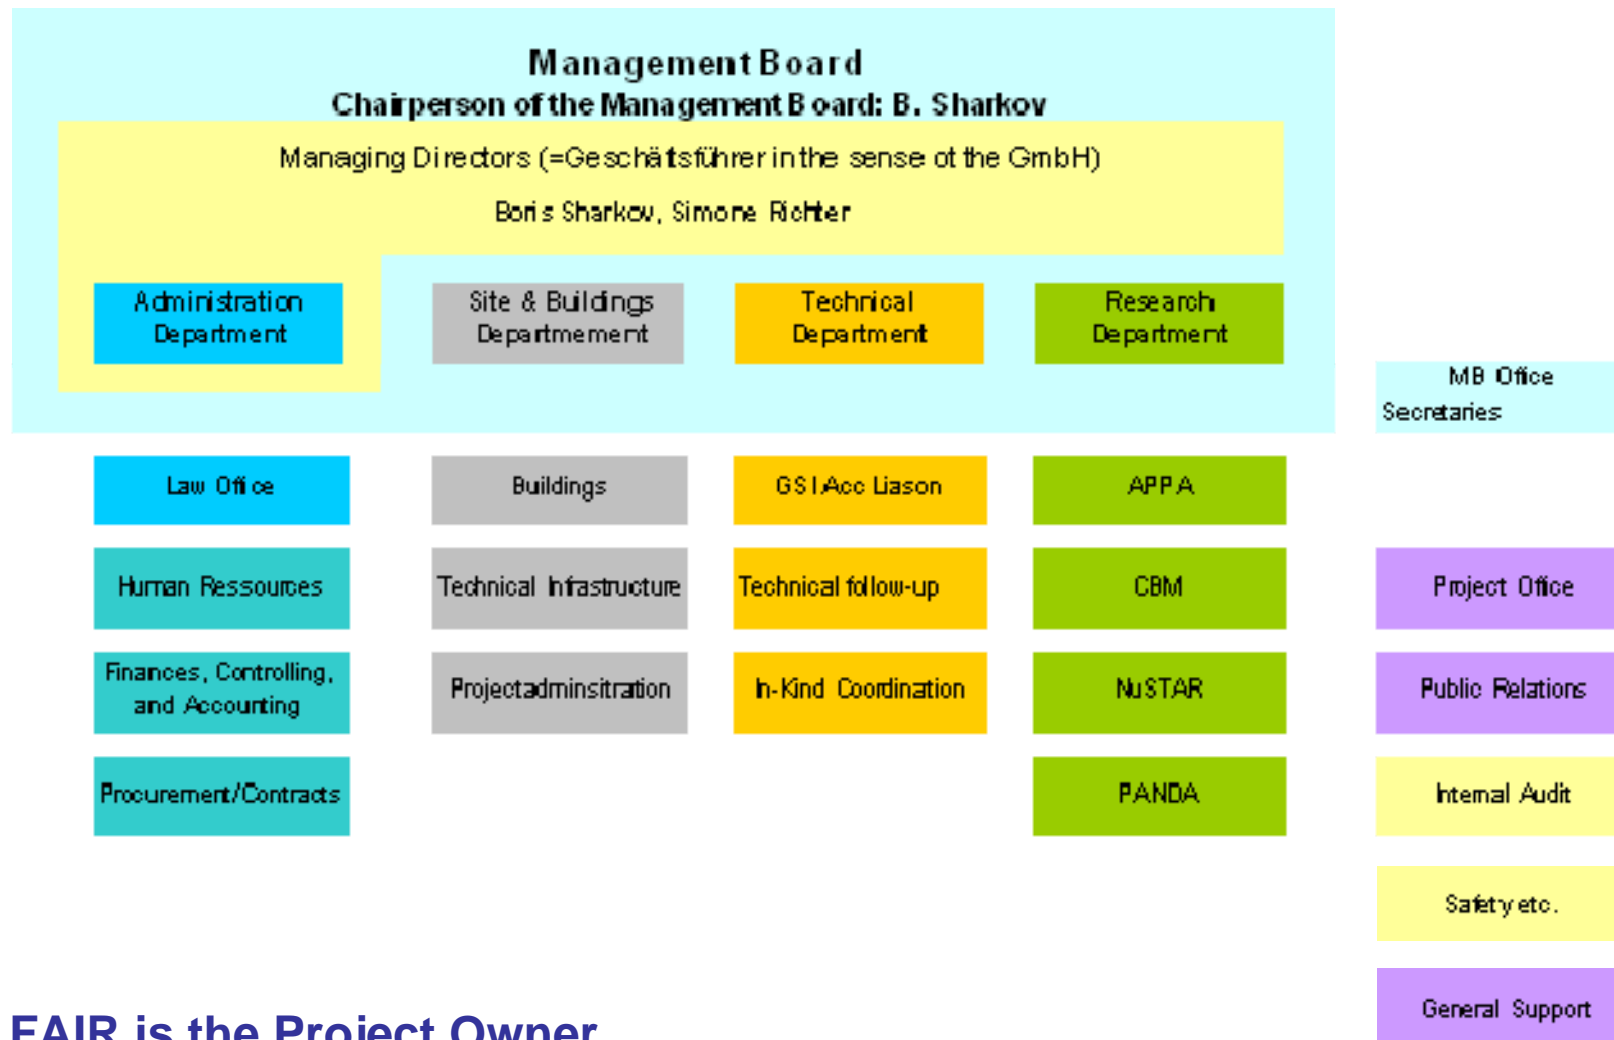 Management Board
Chairperson of the Management Board: B. Sharkov
Managing Directors (=Geschäftsführer in the sense of the GmbH)
Boris Sharkov, Simone Richter
Administration
Department
Site & Buildings
Departmement
Technical
Department
Research
Department
MB Office
Secretaries
Law Office
Buildings
GSI.Acc Liason
APPA
Human Ressources
Technical Infrastructure
Technical follow-up
CBM
Project Office
Finances, Controlling,
and Accounting
Projectadminsitration
In-Kind Coordination
NuSTAR
Public Relations
Procurement/Contracts
PANDA
Internal Audit
Safety etc.
General Support
FAIR is the Project Owner